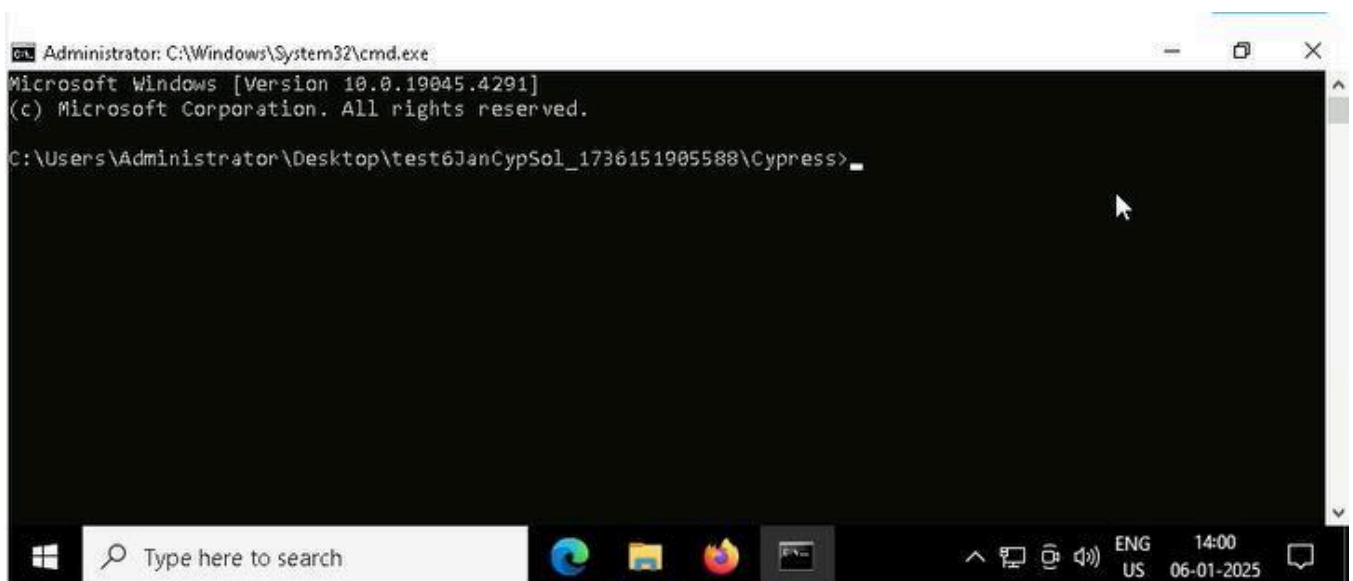 Administrator: C:\Windows\System32\cmd.exe
Microsoft Windows [Version 10.0.19045.4291]
(c) Microsoft Corporation. All rights reserved.
C:\Users\Administrator\Desktop\test6JanCypSol_1736151905588\Cypress>
Type here to search
ENG
US
14:00
06-01-2025